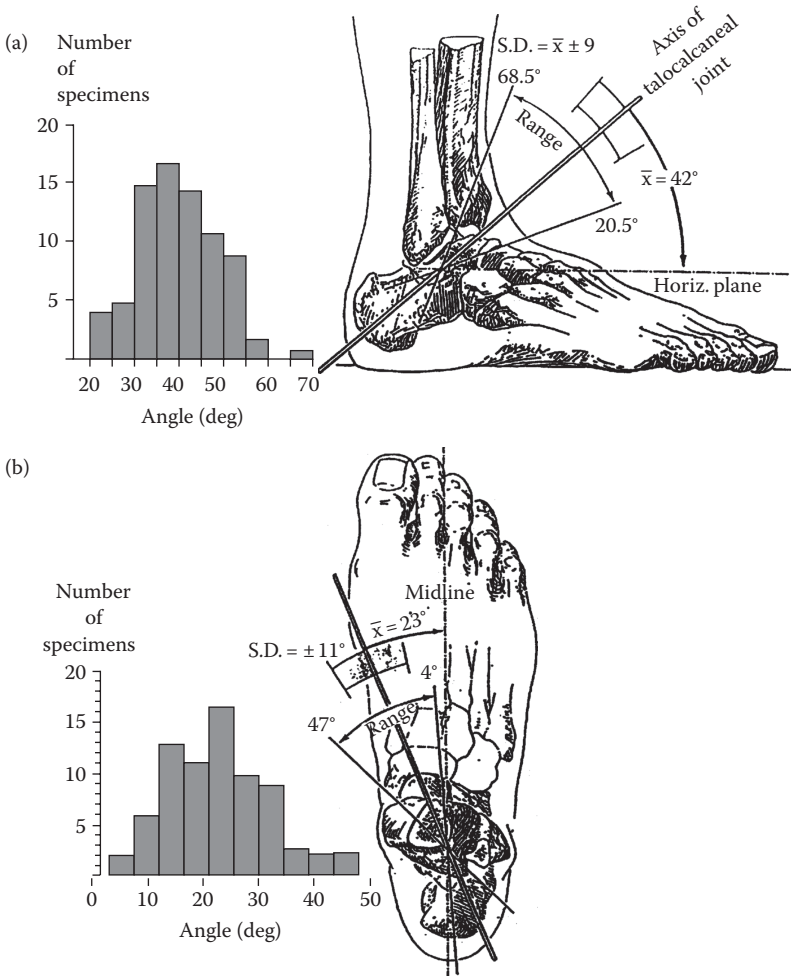 (a)
Number
of
specimens
20
15
10
5
20 30 40 50 60 70
Angle (deg)
S.D. = x̅ ± 9
68.5°
Range
20.5°
Axis of
talocalcaneal
joint
x̅ = 42°
Horiz. plane
(b)
Number
of
specimens
20
15
10
5
0 10 20 30 40 50
Angle (deg)
Midline
x̅ = 23°
S.D. = ± 11°
4°
Range
47°